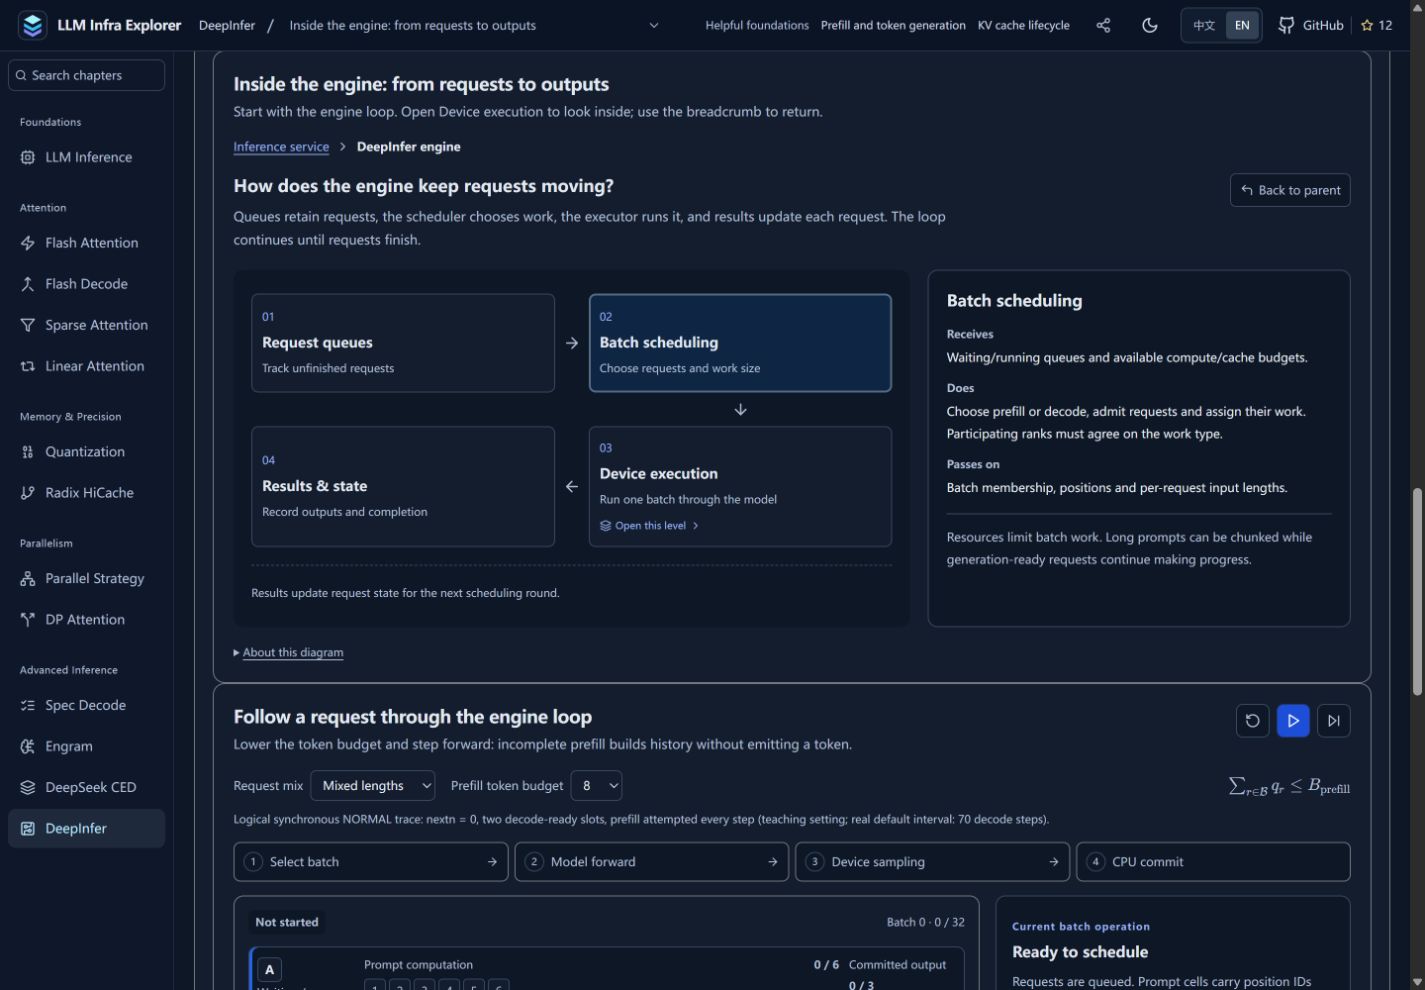 LLM Infra Explorer
DeepInfer / Inside the engine: from requests to outputs
Helpful foundations Prefill and token generation KV cache lifecycle
中文 EN
GitHub
12
Search chapters
Foundations
LLM Inference
Attention
Flash Attention
Flash Decode
Sparse Attention
Linear Attention
Memory & Precision
Quantization
Radix HiCache
Parallelism
Parallel Strategy
DP Attention
Advanced Inference
Spec Decode
Engram
DeepSeek CED
DeepInfer
Inside the engine: from requests to outputs
Start with the engine loop. Open Device execution to look inside; use the breadcrumb to return.
Inference service > DeepInfer engine
How does the engine keep requests moving?
Back to parent
Queues retain requests, the scheduler chooses work, the executor runs it, and results update each request. The loop
continues until requests finish.
01
Request queues
Track unfinished requests
→
02
Batch scheduling
Choose requests and work size
↓
03
Device execution
Run one batch through the model
Open this level >
←
04
Results & state
Record outputs and completion
Results update request state for the next scheduling round.
Batch scheduling
Receives
Waiting/running queues and available compute/cache budgets.
Does
Choose prefill or decode, admit requests and assign their work.
Participating ranks must agree on the work type.
Passes on
Batch membership, positions and per-request input lengths.
Resources limit batch work. Long prompts can be chunked while
generation-ready requests continue making progress.
About this diagram
Follow a request through the engine loop
Lower the token budget and step forward: incomplete prefill builds history without emitting a token.
Request mix Mixed lengths Prefill token budget 8
∑r∈B qr ≤ Bprefill
Logical synchronous NORMAL trace: nextn = 0, two decode-ready slots, prefill attempted every step (teaching setting; real default interval: 70 decode steps).
1 Select batch →
2 Model forward →
3 Device sampling →
4 CPU commit
Not started
Batch 0 · 0 / 32
A
Prompt computation
0 / 6 Committed output
1 2 3 4 5 6
0 / 3
Current batch operation
Ready to schedule
Requests are queued. Prompt cells carry position IDs